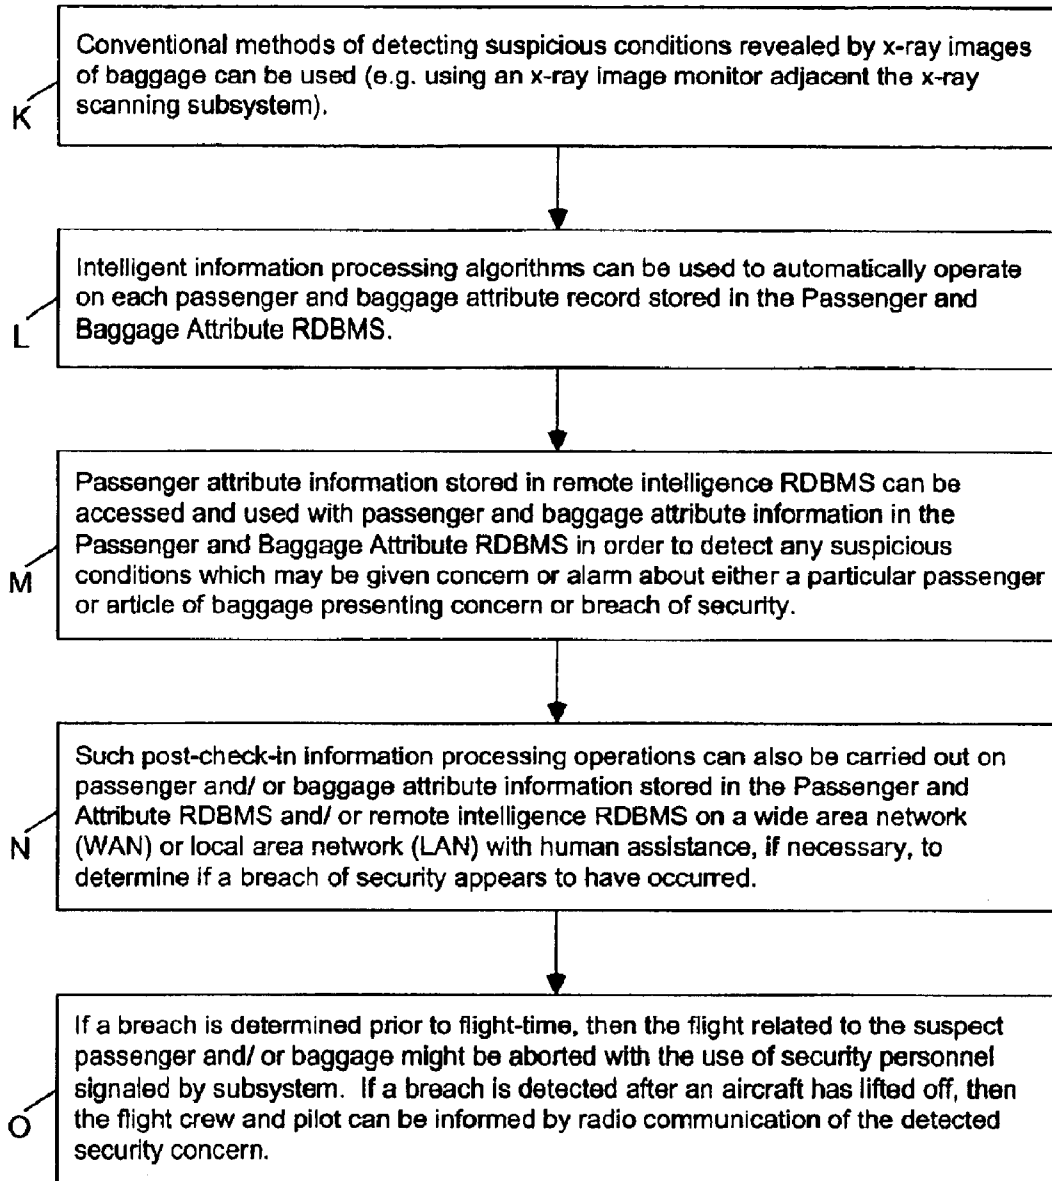 Conventional methods of detecting suspicious conditions revealed by x-ray images
of baggage can be used (e.g. using an x-ray image monitor adjacent the x-ray
scanning subsystem).
K
Intelligent information processing algorithms can be used to automatically operate
on each passenger and baggage attribute record stored in the Passenger and
Baggage Attribute RDBMS.
L
Passenger attribute information stored in remote intelligence RDBMS can be
accessed and used with passenger and baggage attribute information in the
Passenger and Baggage Attribute RDBMS in order to detect any suspicious
conditions which may be given concern or alarm about either a particular passenger
or article of baggage presenting concern or breach of security.
M
Such post-check-in information processing operations can also be carried out on
passenger and/ or baggage attribute information stored in the Passenger and
Attribute RDBMS and/ or remote intelligence RDBMS on a wide area network
(WAN) or local area network (LAN) with human assistance, if necessary, to
determine if a breach of security appears to have occurred.
N
If a breach is determined prior to flight-time, then the flight related to the suspect
passenger and/ or baggage might be aborted with the use of security personnel
signaled by subsystem.  If a breach is detected after an aircraft has lifted off, then
the flight crew and pilot can be informed by radio communication of the detected
security concern.
O